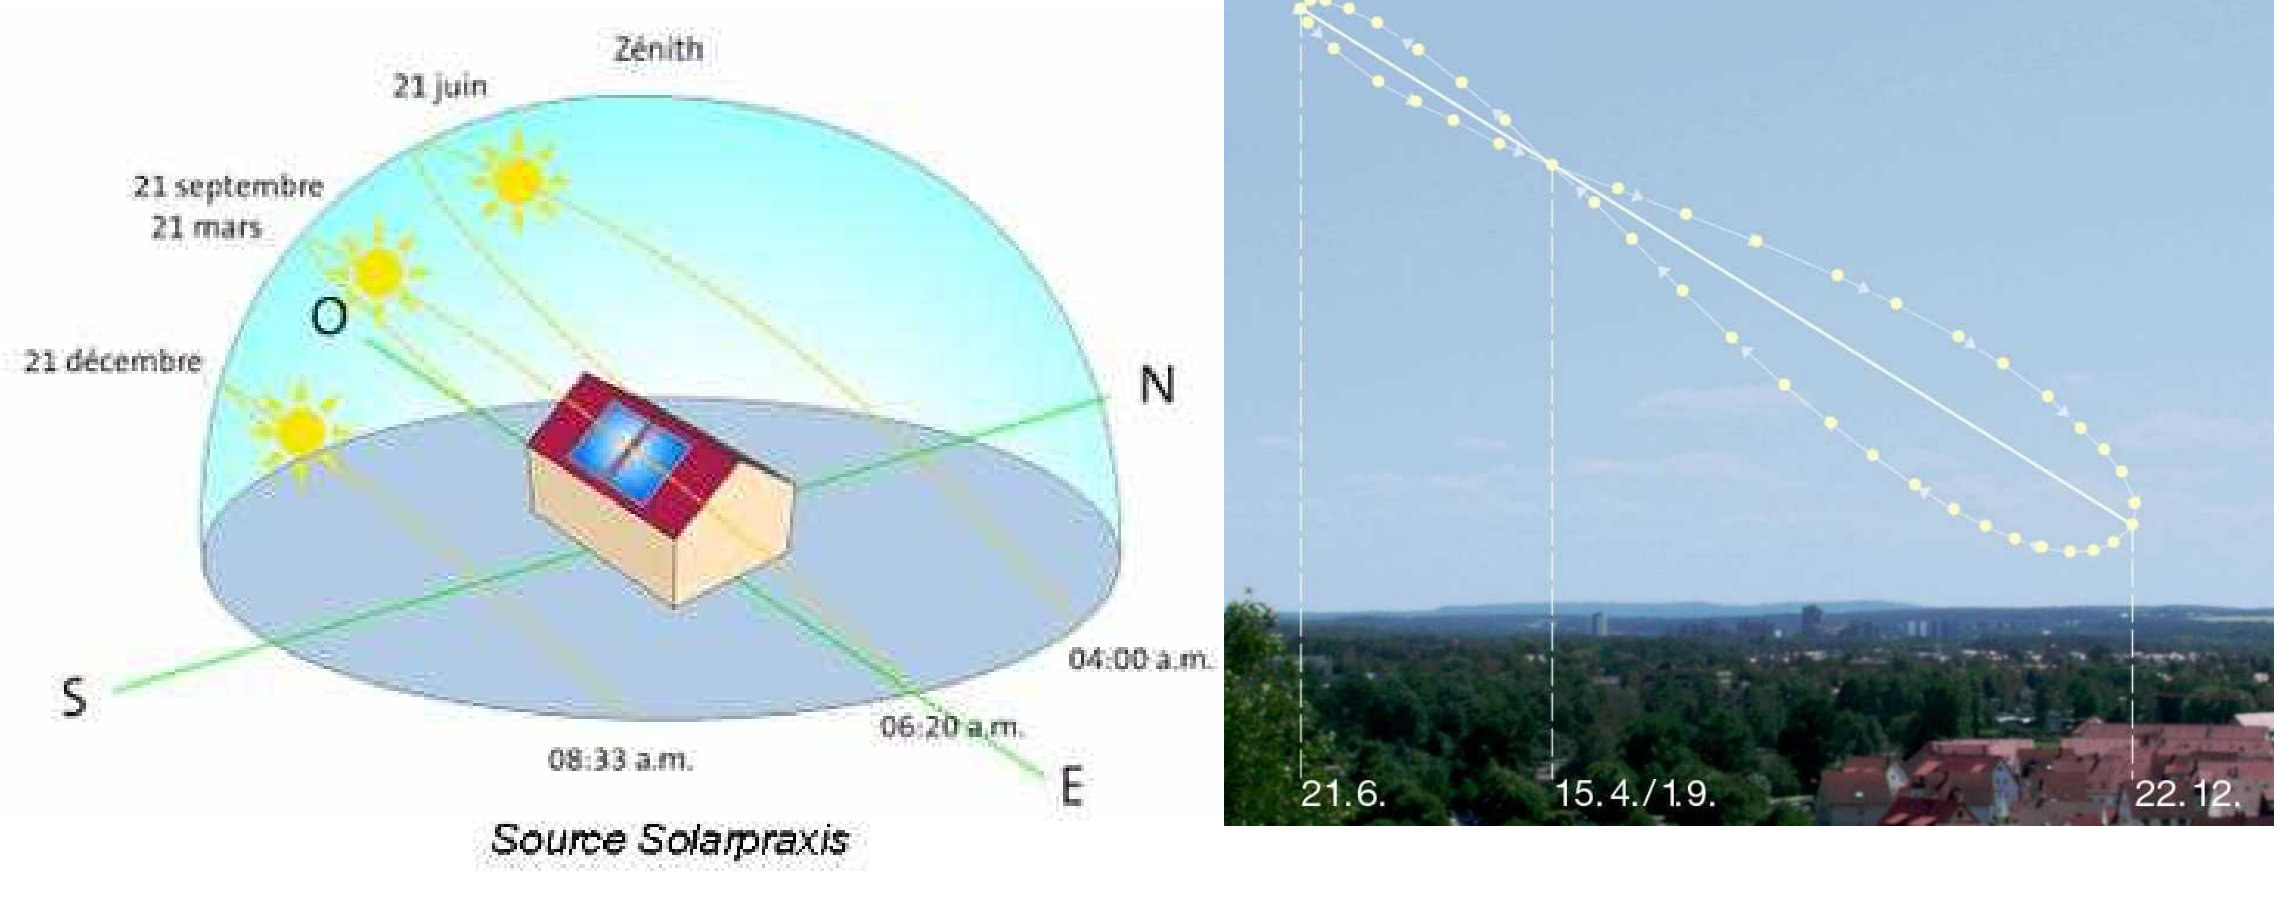 Zénith
21 juin
21 septembre
21 mars
O
21 décembre
N
S
04:00 a.m.
06:20 a.m.
08:33 a.m.
E
Source Solarpraxis
21.6.
15.4./1.9.
22.12.